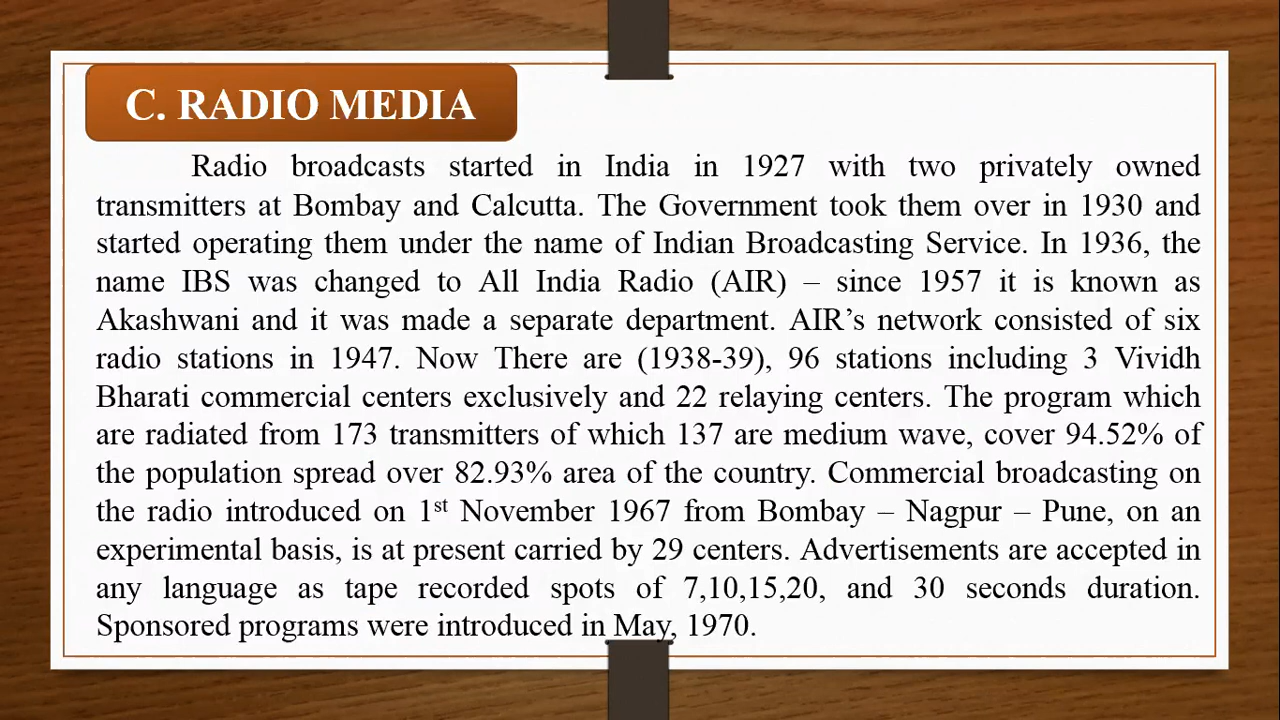 C. RADIO MEDIA
Radio broadcasts started in India in 1927 with two privately owned
transmitters at Bombay and Calcutta. The Government took them over in 1930 and
started operating them under the name of Indian Broadcasting Service. In 1936, the
name IBS was changed to All India Radio (AIR) – since 1957 it is known as
Akashwani and it was made a separate department. AIR’s network consisted of six
radio stations in 1947. Now There are (1938-39), 96 stations including 3 Vividh
Bharati commercial centers exclusively and 22 relaying centers. The program which
are radiated from 173 transmitters of which 137 are medium wave, cover 94.52% of
the population spread over 82.93% area of the country. Commercial broadcasting on
the radio introduced on 1st November 1967 from Bombay – Nagpur – Pune, on an
experimental basis, is at present carried by 29 centers. Advertisements are accepted in
any language as tape recorded spots of 7,10,15,20, and 30 seconds duration.
Sponsored programs were introduced in May, 1970.